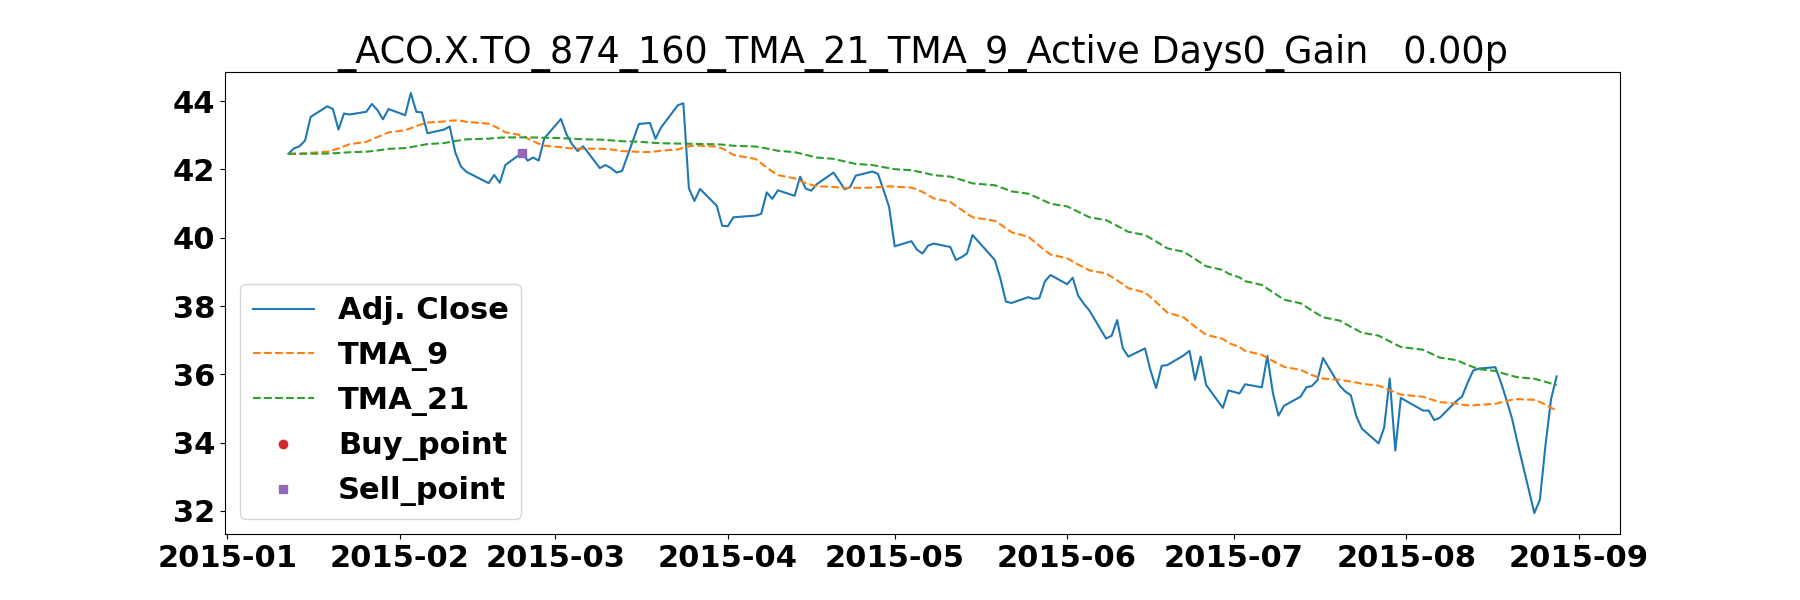 _ACO.X.TO_874_160_TMA_21_TMA_9_Active Days0_Gain   0.00p
44
42
40
38
36
34
32
Adj. Close
TMA_9
TMA_21
Buy_point
Sell_point
2015-01 2015-02 2015-03 2015-04 2015-05 2015-06 2015-07 2015-08 2015-09